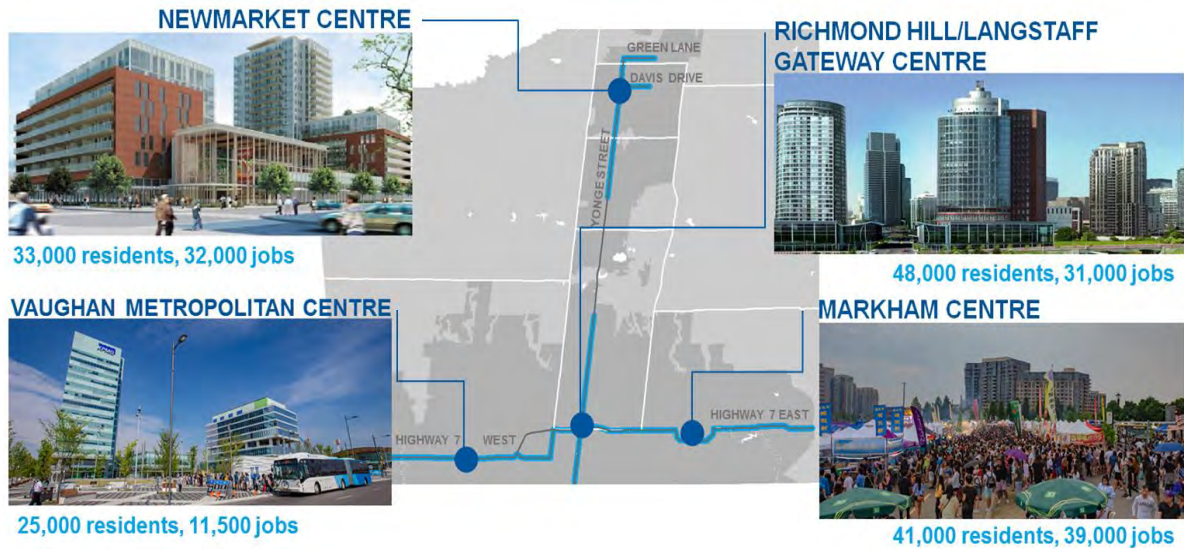 NEWMARKET CENTRE
33,000 residents, 32,000 jobs
RICHMOND HILL/LANGSTAFF
GATEWAY CENTRE
48,000 residents, 31,000 jobs
GREEN LANE
DAVIS DRIVE
YONGE STREET
VAUGHAN METROPOLITAN CENTRE
KPMG
25,000 residents, 11,500 jobs
HIGHWAY 7 WEST
HIGHWAY 7 EAST
MARKHAM CENTRE
41,000 residents, 39,000 jobs